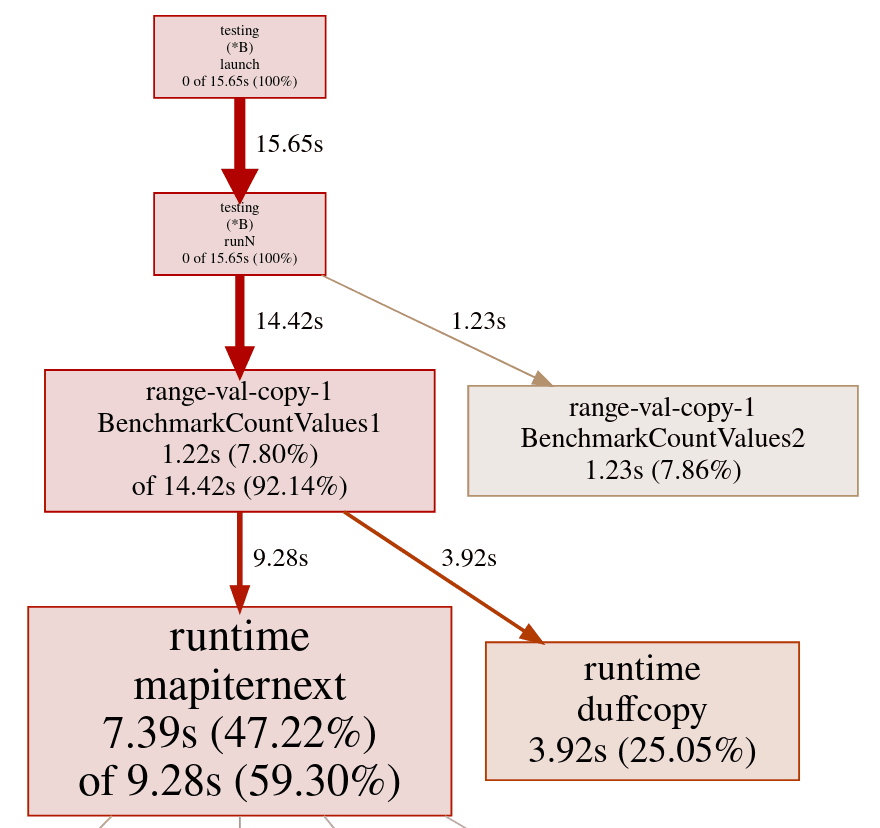 testing
(*B)
launch
0 of 15.65s (100%)
15.65s
testing
(*B)
runN
0 of 15.65s (100%)
14.42s
1.23s
range-val-copy-1
BenchmarkCountValues1
1.22s (7.80%)
of 14.42s (92.14%)
range-val-copy-1
BenchmarkCountValues2
1.23s (7.86%)
9.28s
3.92s
runtime
mapiternext
7.39s (47.22%)
of 9.28s (59.30%)
runtime
duffcopy
3.92s (25.05%)